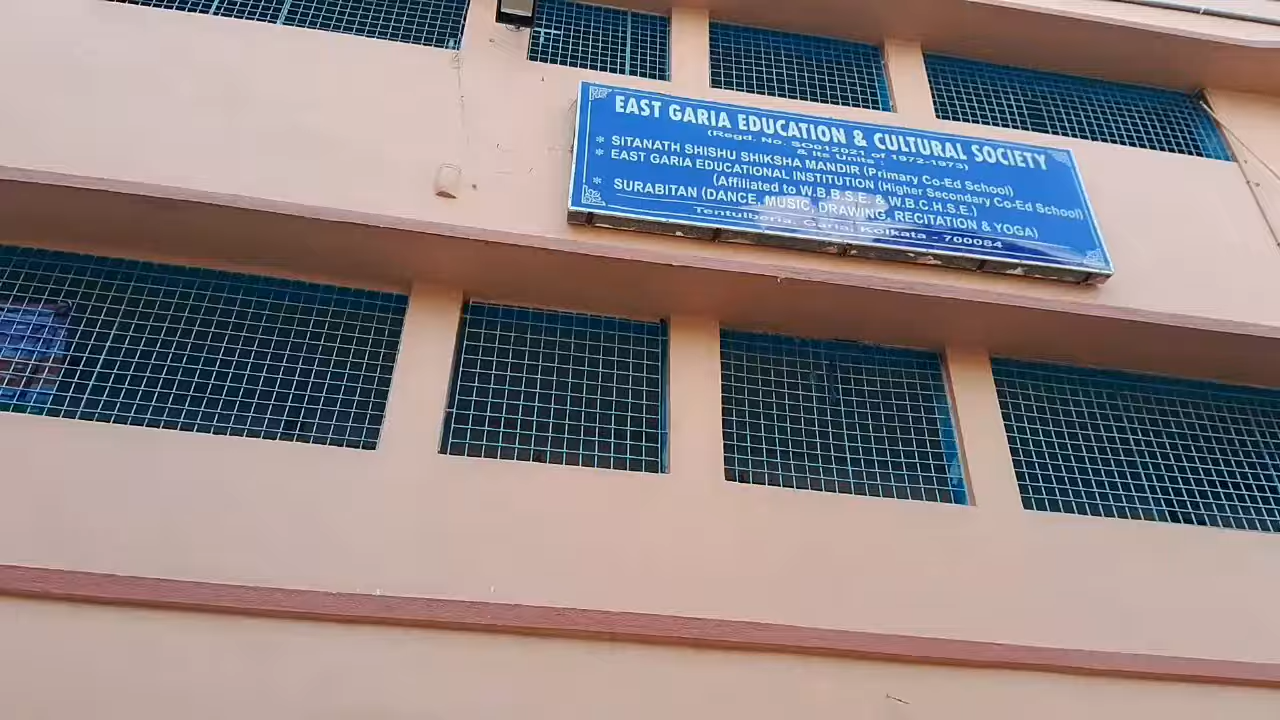 EAST GARIA EDUCATION & CULTURAL SOCIETY
(Regd. No. SO012921 of 1972-1973)
& Its Units :
* SITANATH SHISHU SHIKSHA MANDIR (Primary Co-Ed School)
* EAST GARIA EDUCATIONAL INSTITUTION (Higher Secondary Co-Ed School)
(Affiliated to W.B.B.S.E. & W.B.C.H.S.E.)
* SURABITAN (DANCE, MUSIC, DRAWING, RECITATION & YOGA)
Tentulberia, Garia, Kolkata - 700084